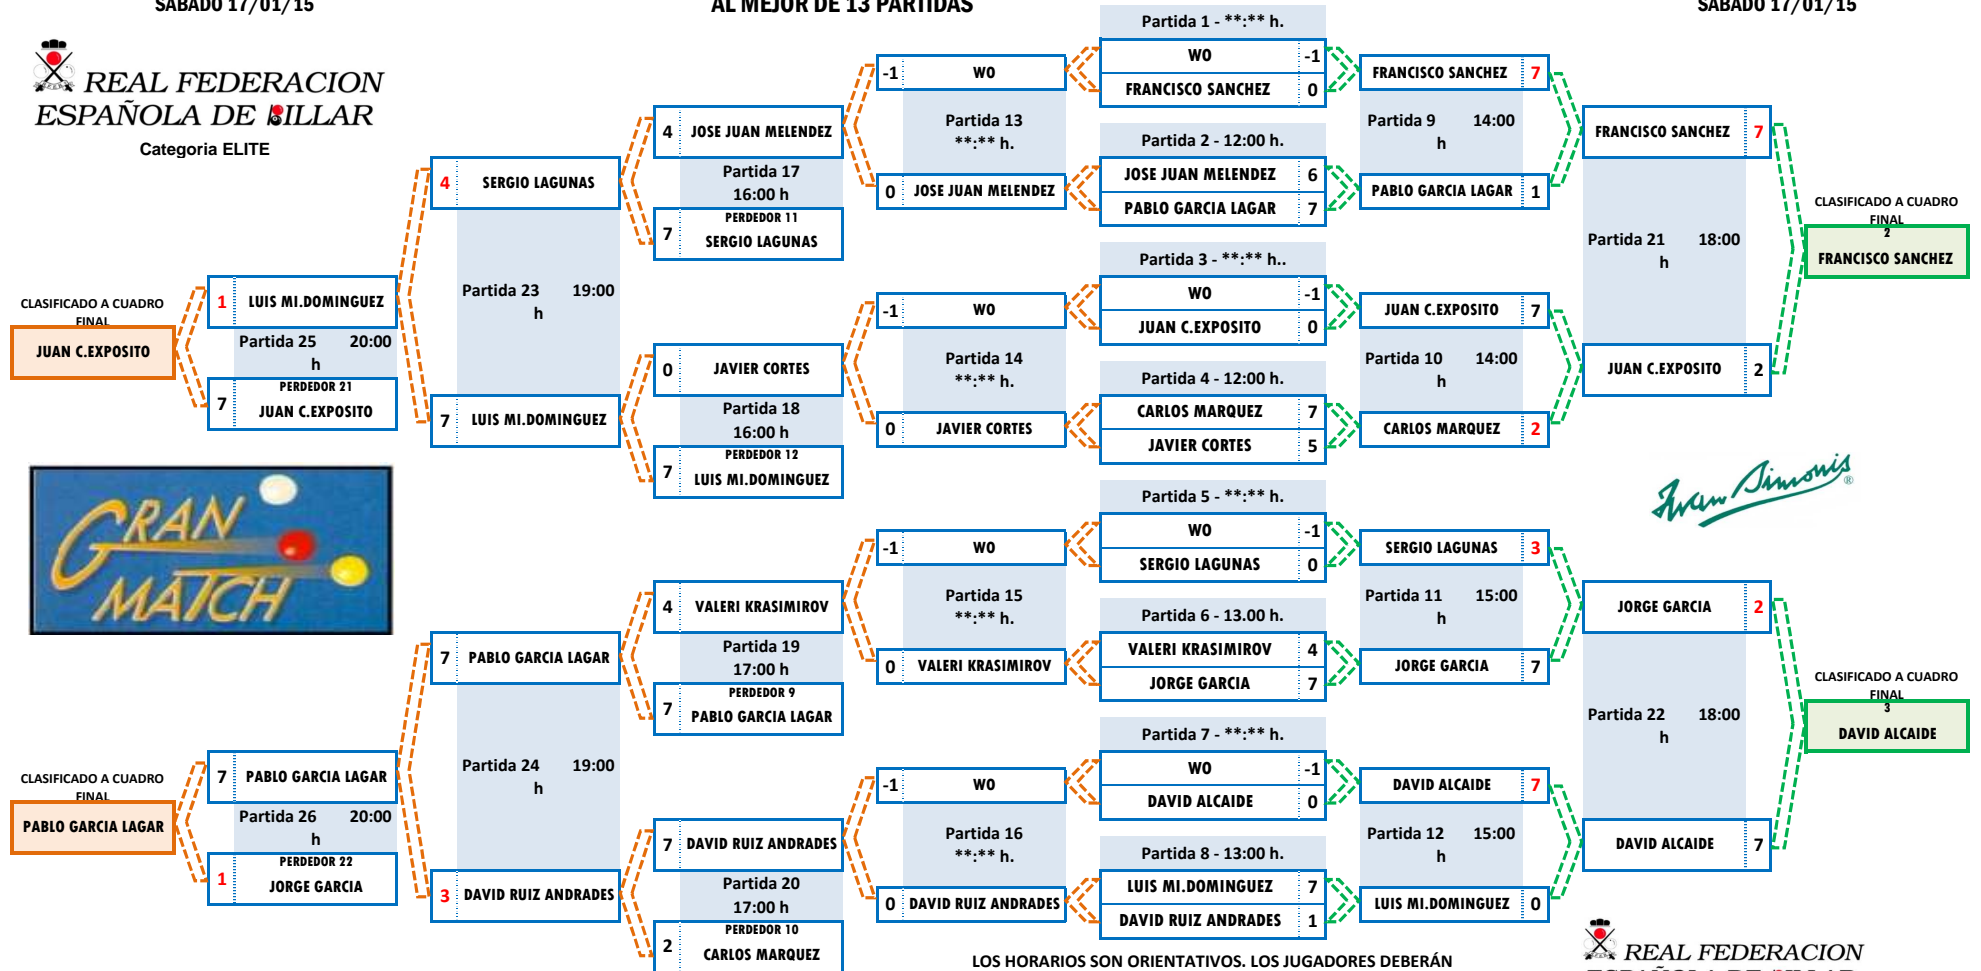 SABADO 17/01/15
AL MEJOR DE 13 PARTIDAS
SABADO 17/01/15
REAL FEDERACION
ESPAÑOLA DE BILLAR
Categoria ELITE
CLASIFICADO A CUADRO
FINAL
JUAN C.EXPOSITO
1 LUIS MI.DOMINGUEZ
Partida 25 20:00
h
PERDEDOR 21
7 JUAN C.EXPOSITO
GRAN
MATCH
CLASIFICADO A CUADRO
FINAL
PABLO GARCIA LAGAR
7 PABLO GARCIA LAGAR
Partida 26 20:00
h
PERDEDOR 22
1 JORGE GARCIA
4 SERGIO LAGUNAS
Partida 23 19:00
h
7 LUIS MI.DOMINGUEZ
7 PABLO GARCIA LAGAR
Partida 24 19:00
h
3 DAVID RUIZ ANDRADES
4 JOSE JUAN MELENDEZ
Partida 17
16:00 h
PERDEDOR 11
7 SERGIO LAGUNAS
0 JAVIER CORTES
Partida 18
16:00 h
PERDEDOR 12
7 LUIS MI.DOMINGUEZ
4 VALERI KRASIMIROV
Partida 19
17:00 h
PERDEDOR 9
7 PABLO GARCIA LAGAR
7 DAVID RUIZ ANDRADES
Partida 20
17:00 h
PERDEDOR 10
2 CARLOS MARQUEZ
-1 WO
Partida 13
**:** h.
0 JOSE JUAN MELENDEZ
-1 WO
Partida 14
**:** h.
0 JAVIER CORTES
-1 WO
Partida 15
**:** h.
0 VALERI KRASIMIROV
-1 WO
Partida 16
**:** h.
0 DAVID RUIZ ANDRADES
Partida 1 - **:** h.
WO -1
FRANCISCO SANCHEZ 0
Partida 2 - 12:00 h.
JOSE JUAN MELENDEZ 6
PABLO GARCIA LAGAR 7
Partida 3 - **:** h..
WO -1
JUAN C.EXPOSITO 0
Partida 4 - 12:00 h.
CARLOS MARQUEZ 7
JAVIER CORTES 5
Partida 5 - **:** h.
WO -1
SERGIO LAGUNAS 0
Partida 6 - 13.00 h.
VALERI KRASIMIROV 4
JORGE GARCIA 7
Partida 7 - **:** h.
WO -1
DAVID ALCAIDE 0
Partida 8 - 13:00 h.
LUIS MI.DOMINGUEZ 7
DAVID RUIZ ANDRADES 1
FRANCISCO SANCHEZ 7
Partida 9 14:00
h
PABLO GARCIA LAGAR 1
JUAN C.EXPOSITO 7
Partida 10 14:00
h
CARLOS MARQUEZ 2
SERGIO LAGUNAS 3
Partida 11 15:00
h
JORGE GARCIA 7
DAVID ALCAIDE 7
Partida 12 15:00
h
LUIS MI.DOMINGUEZ 0
FRANCISCO SANCHEZ 7
Partida 21 18:00
h
JUAN C.EXPOSITO 2
JORGE GARCIA 2
Partida 22 18:00
h
DAVID ALCAIDE 7
CLASIFICADO A CUADRO
FINAL
2
FRANCISCO SANCHEZ
Iwan Simonis ®
CLASIFICADO A CUADRO
FINAL
3
DAVID ALCAIDE
LOS HORARIOS SON ORIENTATIVOS. LOS JUGADORES DEBERÁN
REAL FEDERACION
ESPAÑOLA DE BILLAR